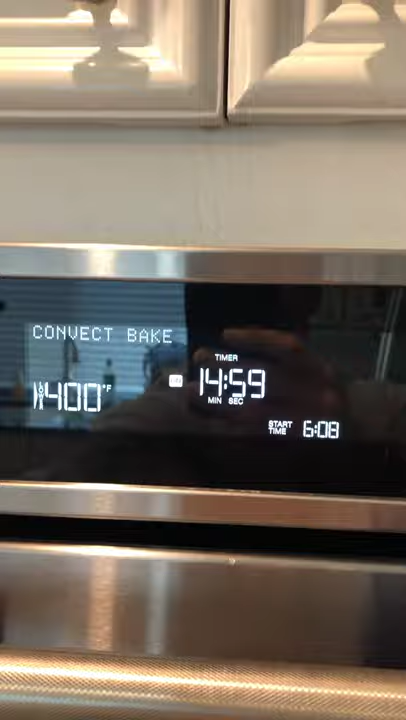 CONVECT BAKE
TIMER
400°F
14:59
MIN SEC
START TIME 6:08